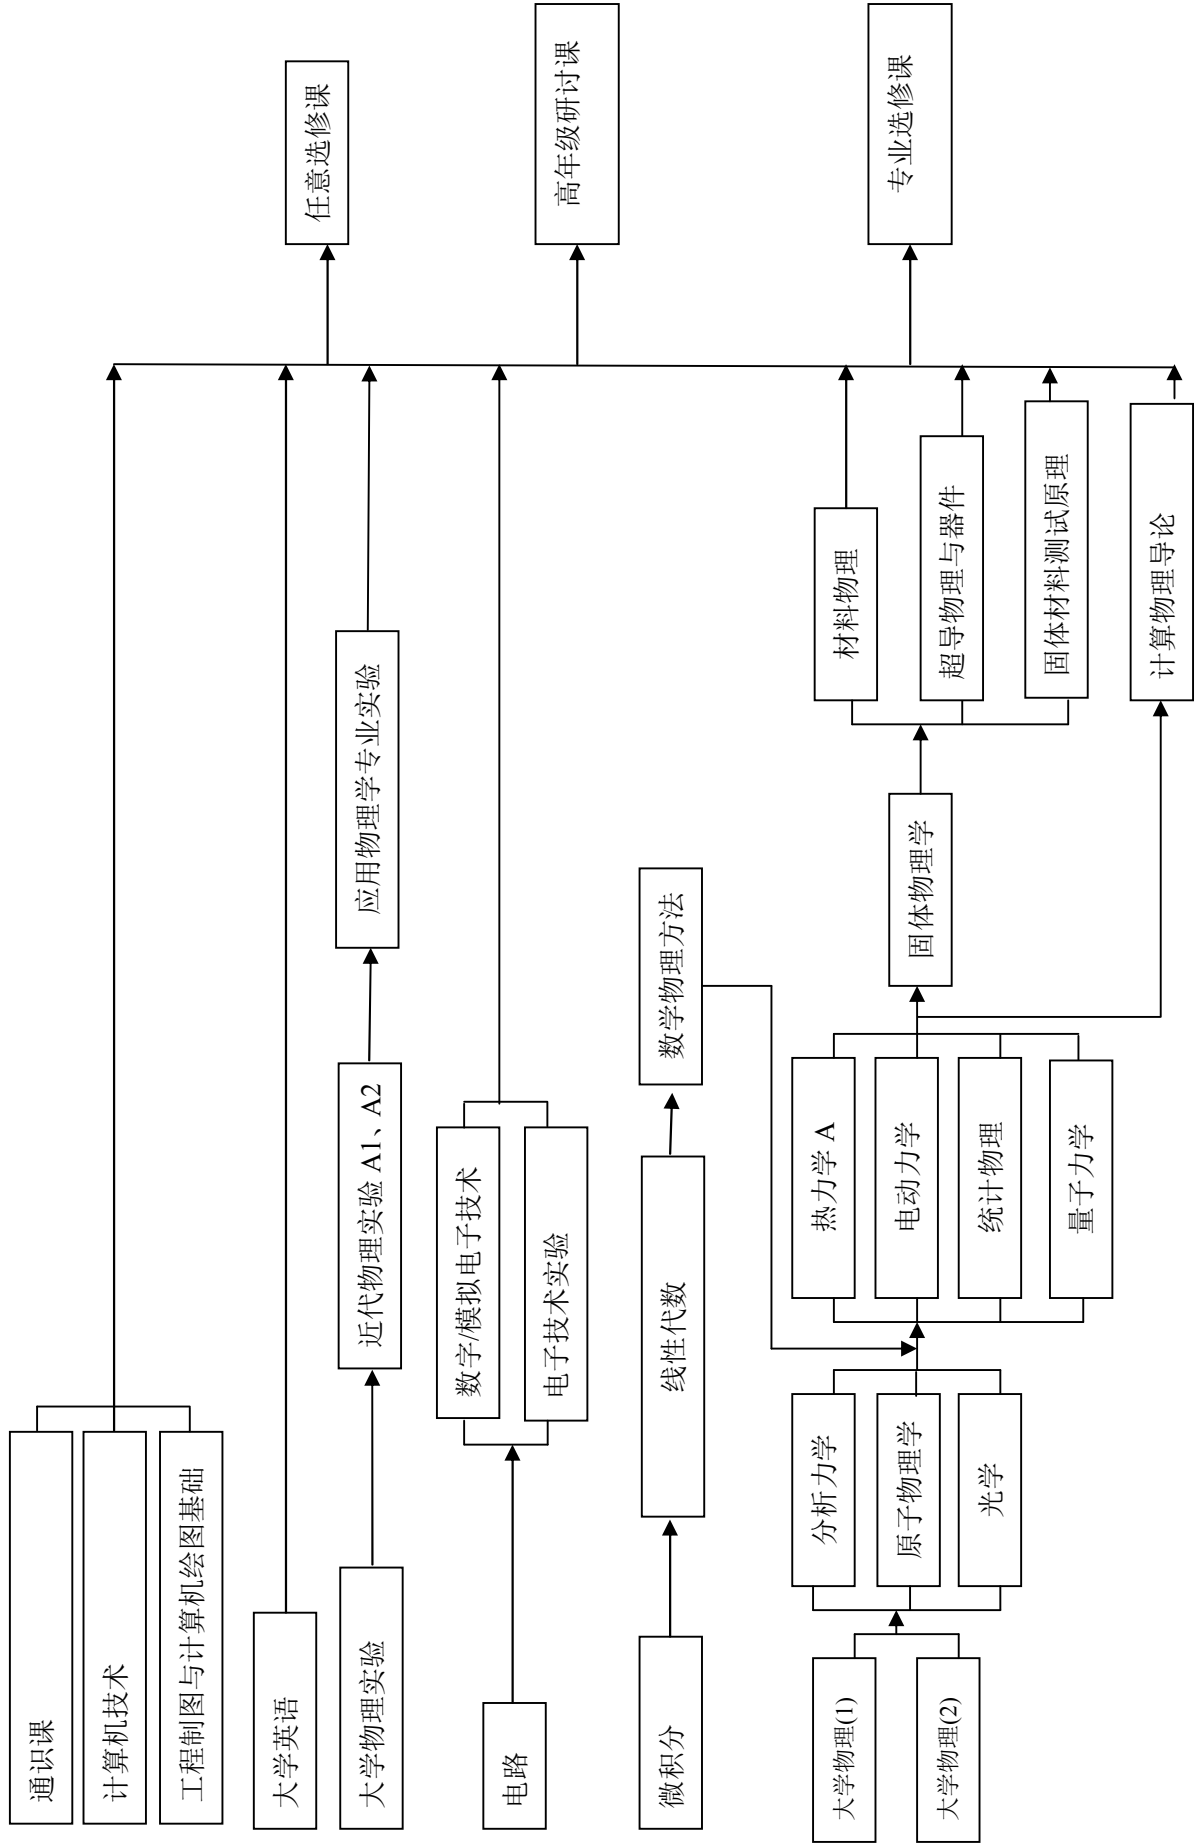 通识课
计算机技术
工程制图与计算机绘图基础
大学英语
大学物理实验
近代物理实验 A1、A2
应用物理学专业实验
电路
数字/模拟电子技术
电子技术实验
微积分
线性代数
数学物理方法
大学物理(1)
大学物理(2)
分析力学
原子物理学
光学
热力学 A
电动力学
统计物理
量子力学
固体物理学
材料物理
超导物理与器件
固体材料测试原理
计算物理导论
任意选修课
高年级研讨课
专业选修课